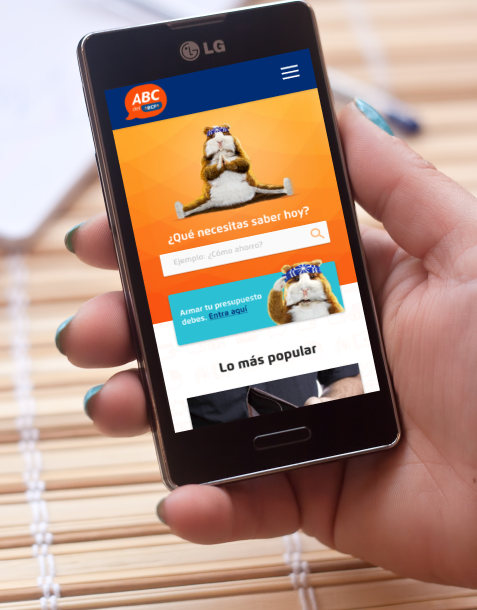 LG
ABC
del BCP
¿Qué necesitas saber hoy?
Ejemplo: ¿Cómo ahorro?
Armar tu presupuesto
debes. Entra aquí
Lo más popular